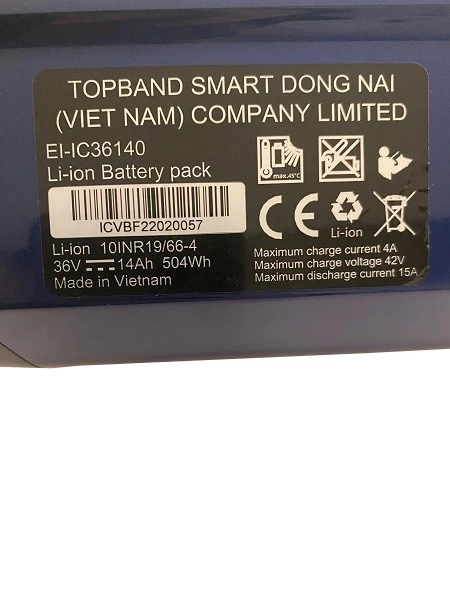 TOPBAND SMART DONG NAI
(VIET NAM) COMPANY LIMITED
EI-IC36140
Li-ion Battery pack
ICVBF22020057
Li-ion 10INR19/66-4
36V 14Ah 504Wh
Made in Vietnam
max.45°C
CE
Li-ion
Maximum charge current 4A
Maximum charge voltage 42V
Maximum discharge current 15A